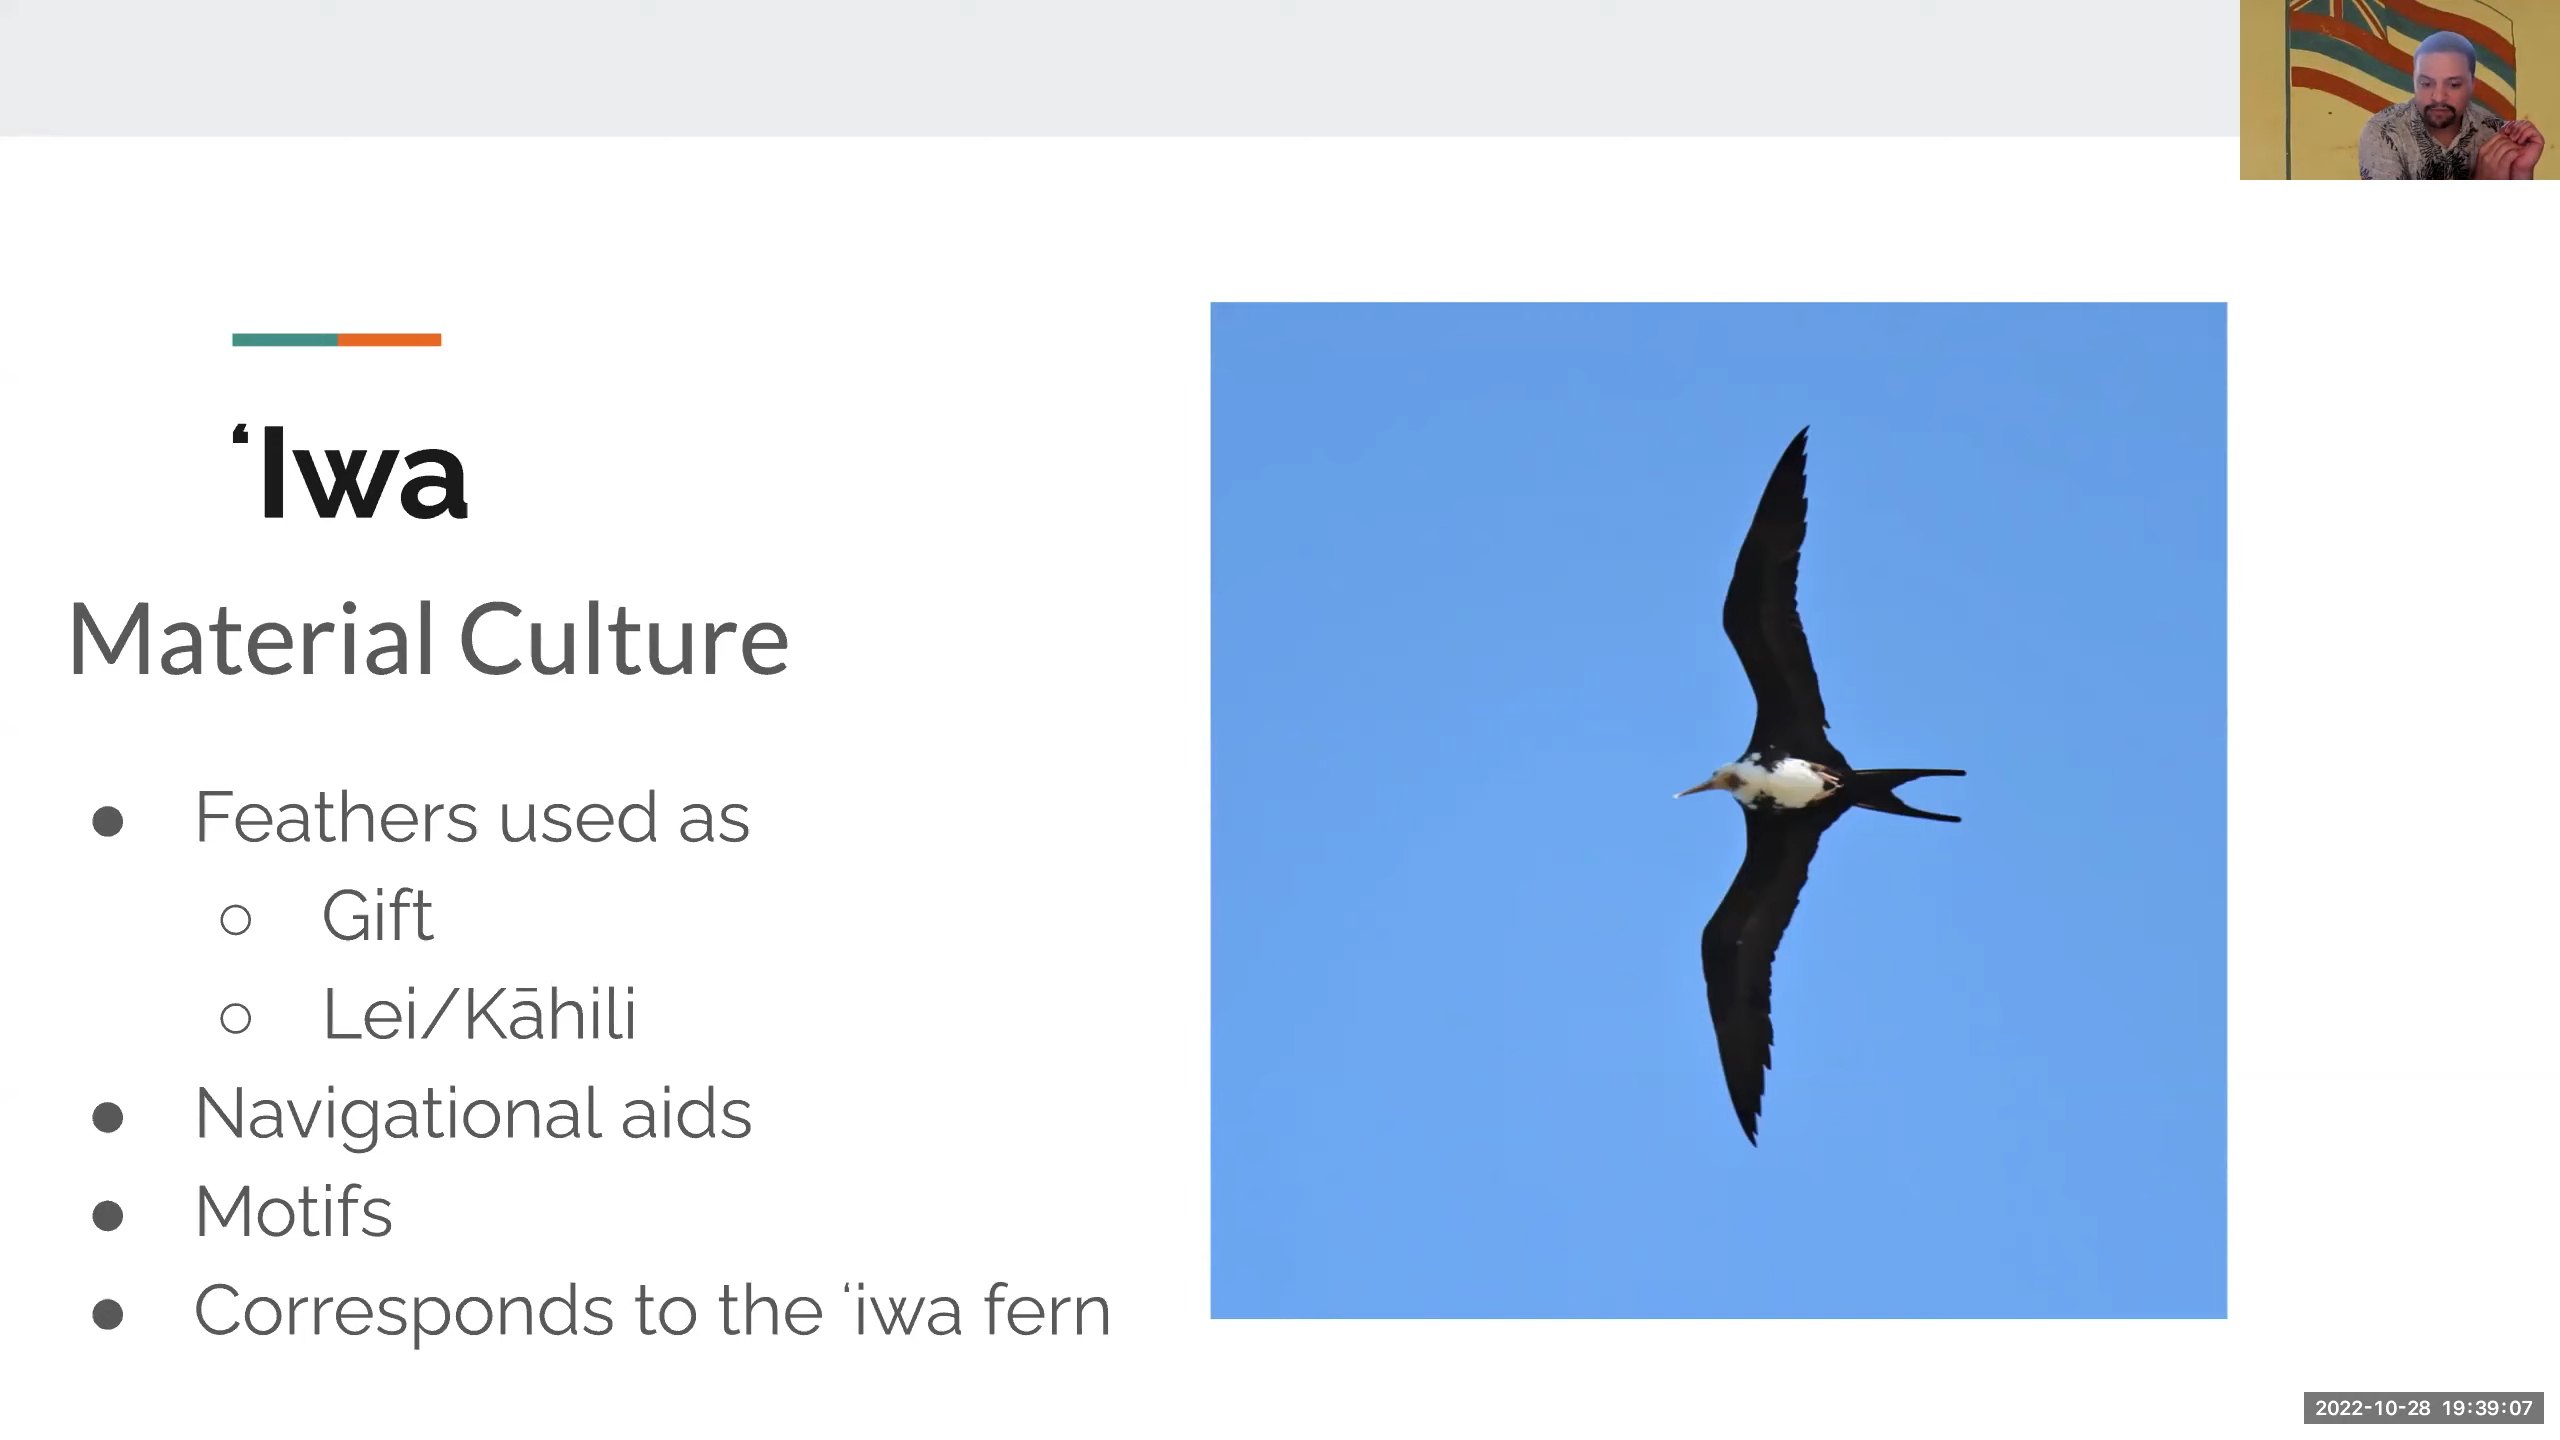 ʻIwa
Material Culture
● Feathers used as
○ Gift
○ Lei/Kāhili
● Navigational aids
● Motifs
● Corresponds to the ʻiwa fern
2022-10-28 19:39:07